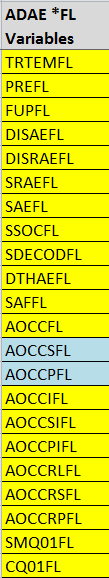 ADAE *FL
Variables
TRTEMFL
PREFL
FUPFL
DISAEFL
DISRAEFL
SRAEFL
SAEFL
SSOCFL
SDECODFL
DTHAEFL
SAFFL
AOCCFL
AOCCSFL
AOCCPFL
AOCCIFL
AOCCSIFL
AOCCPIFL
AOCCRLFL
AOCCRSFL
AOCCRPFL
SMQ01FL
CQ01FL